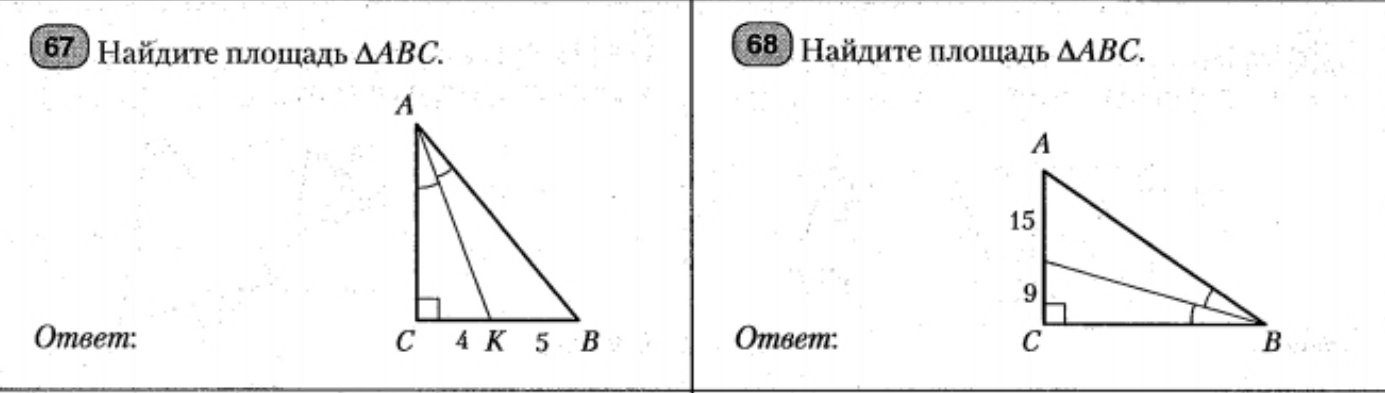 67 Найдите площадь ΔABC.
A
C 4 K 5 B
Ответ:
68 Найдите площадь ΔABC.
A
15
9
C B
Ответ: